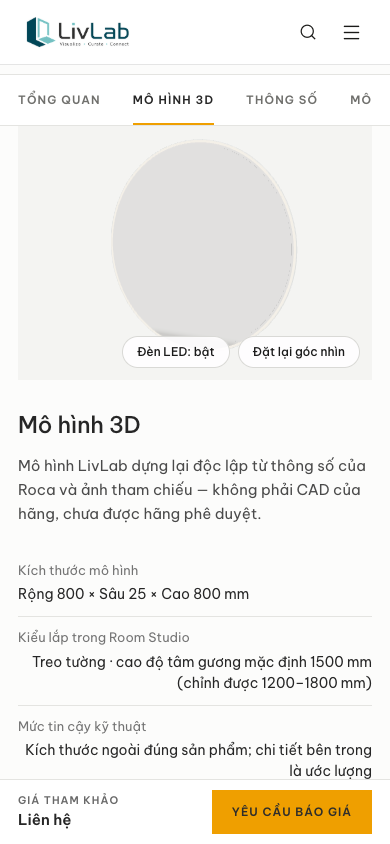 LivLab
Visualise · Curate · Connect
TỔNG QUAN
MÔ HÌNH 3D
THÔNG SỐ
MÔ
Đèn LED: bật
Đặt lại góc nhìn
Mô hình 3D
Mô hình LivLab dựng lại độc lập từ thông số của
Roca và ảnh tham chiếu — không phải CAD của
hãng, chưa được hãng phê duyệt.
Kích thước mô hình
Rộng 800 × Sâu 25 × Cao 800 mm
Kiểu lắp trong Room Studio
Treo tường · cao độ tâm gương mặc định 1500 mm
(chỉnh được 1200–1800 mm)
Mức tin cậy kỹ thuật
Kích thước ngoài đúng sản phẩm; chi tiết bên trong
là ước lượng
GIÁ THAM KHẢO
Liên hệ
YÊU CẦU BÁO GIÁ